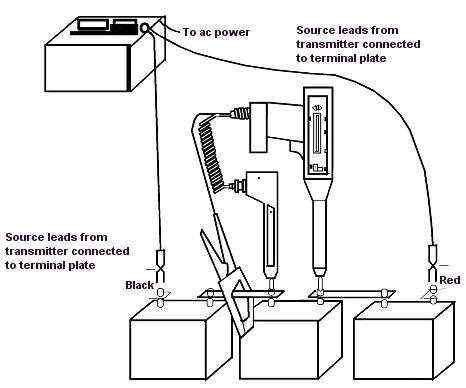 To ac power
Source leads from
transmitter connected
to terminal plate
Source leads from
transmitter connected
to terminal plate
Black
Red